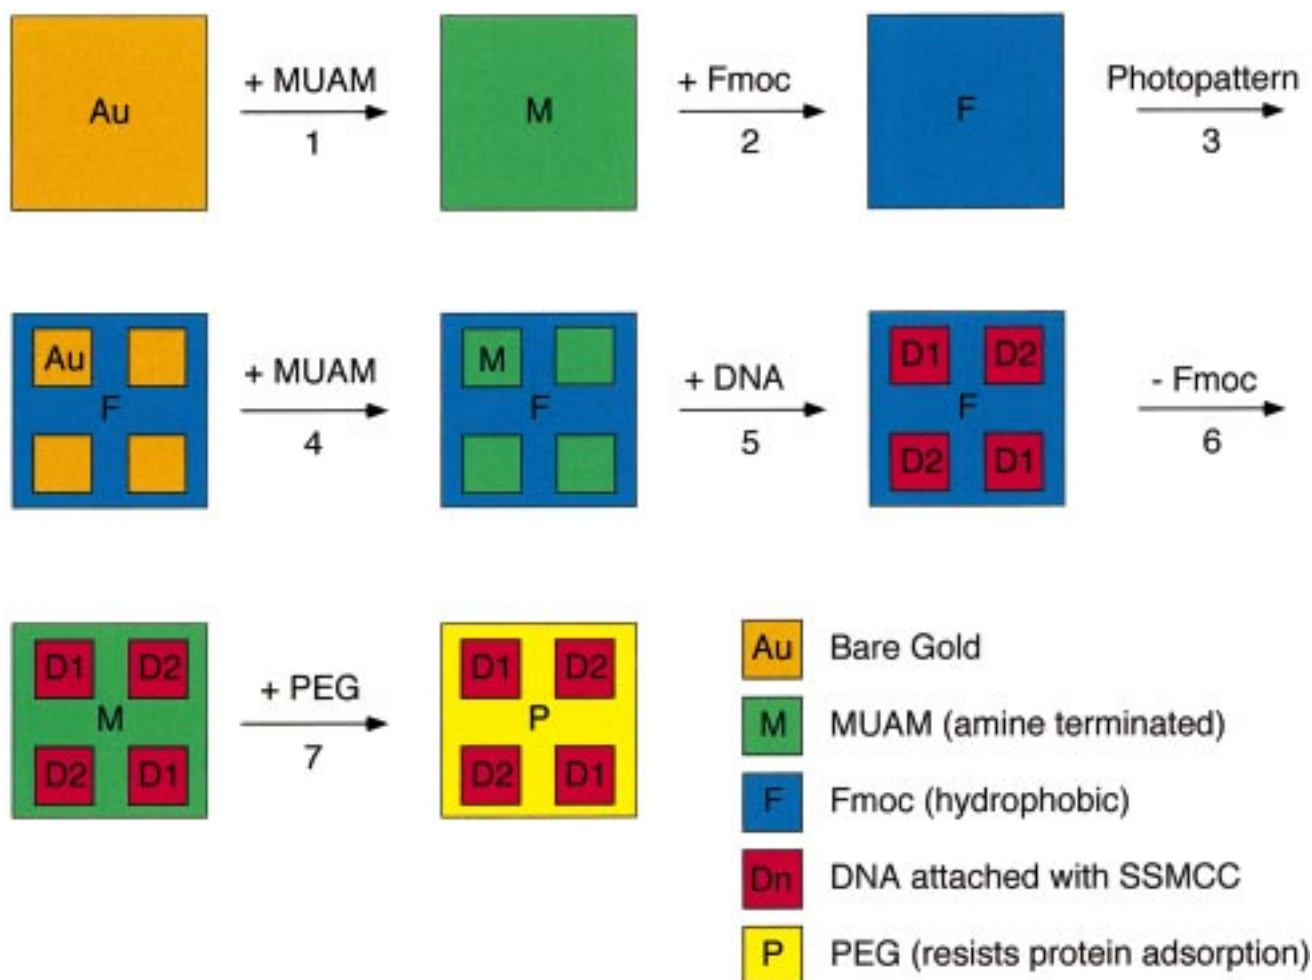 Au
+ MUAM
1
M
+ Fmoc
2
F
Photopattern
3
Au
F
+ MUAM
4
M
F
+ DNA
5
D1 D2
F
D2 D1
- Fmoc
6
D1 D2
M
D2 D1
+ PEG
7
D1 D2
P
D2 D1
Au Bare Gold
M MUAM (amine terminated)
F Fmoc (hydrophobic)
Dn DNA attached with SSMCC
P PEG (resists protein adsorption)